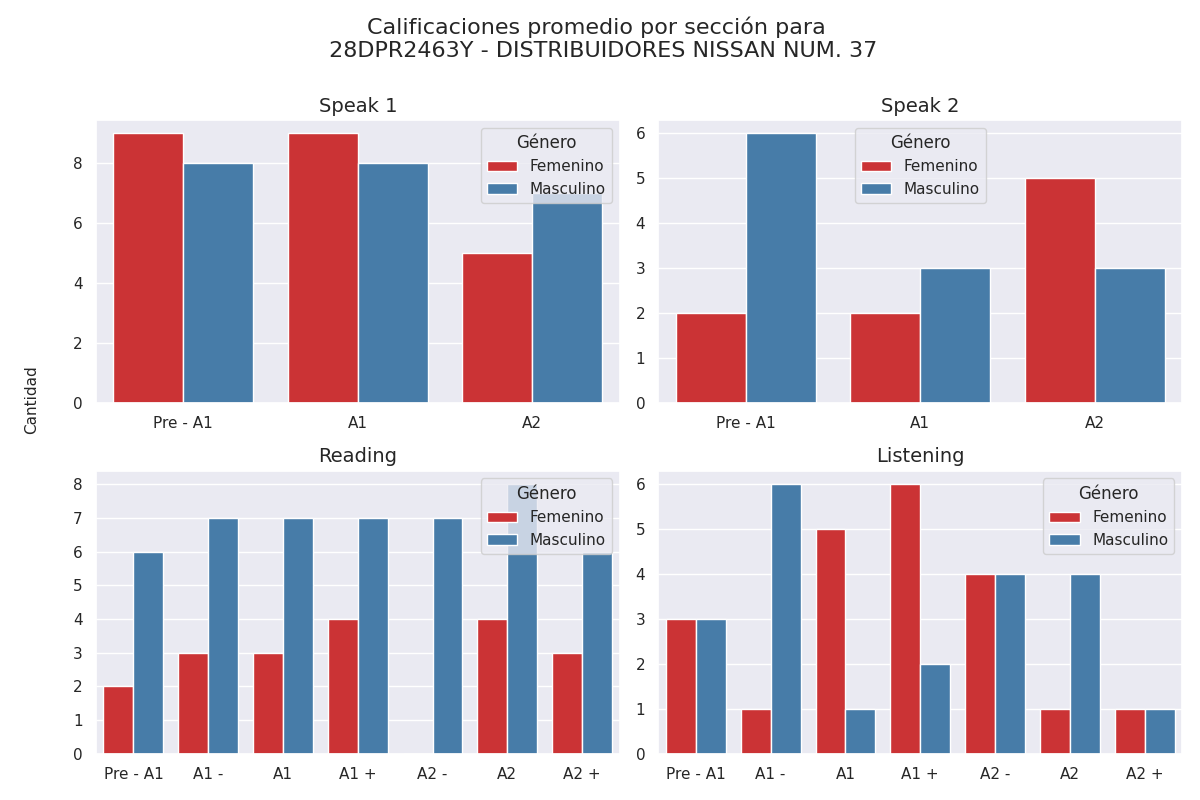 Calificaciones promedio por sección para
28DPR2463Y - DISTRIBUIDORES NISSAN NUM. 37
Cantidad
Speak 1
8
6
4
2
0
Pre - A1 A1 A2
Género
Femenino
Masculino
Speak 2
6
5
4
3
2
1
0
Pre - A1 A1 A2
Género
Femenino
Masculino
Reading
8
7
6
5
4
3
2
1
0
Pre - A1 A1 - A1 A1 + A2 - A2 A2 +
Género
Femenino
Masculino
Listening
6
5
4
3
2
1
0
Pre - A1 A1 - A1 A1 + A2 - A2 A2 +
Género
Femenino
Masculino